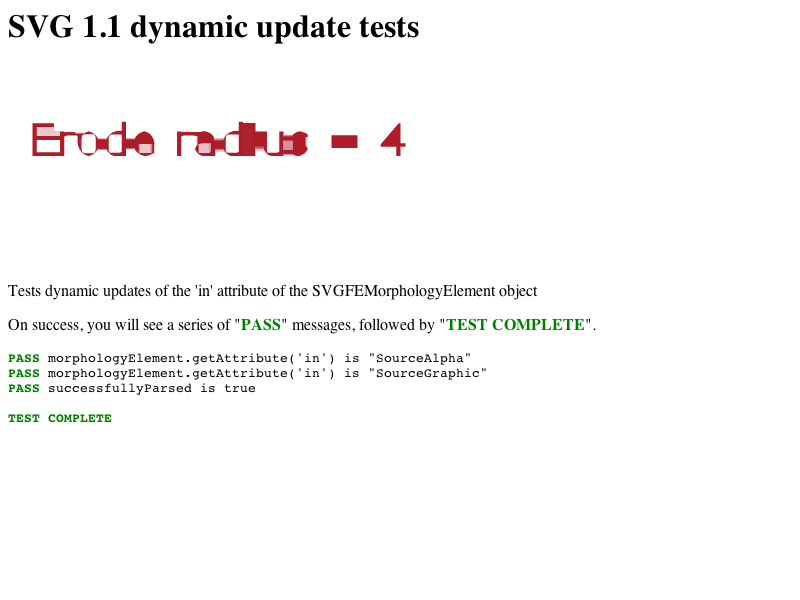 SVG 1.1 dynamic update tests
Erode radius = 4
Tests dynamic updates of the 'in' attribute of the SVGFEMorphologyElement object
On success, you will see a series of "PASS" messages, followed by "TEST COMPLETE".
PASS morphologyElement.getAttribute('in') is "SourceAlpha"
PASS morphologyElement.getAttribute('in') is "SourceGraphic"
PASS successfullyParsed is true
TEST COMPLETE